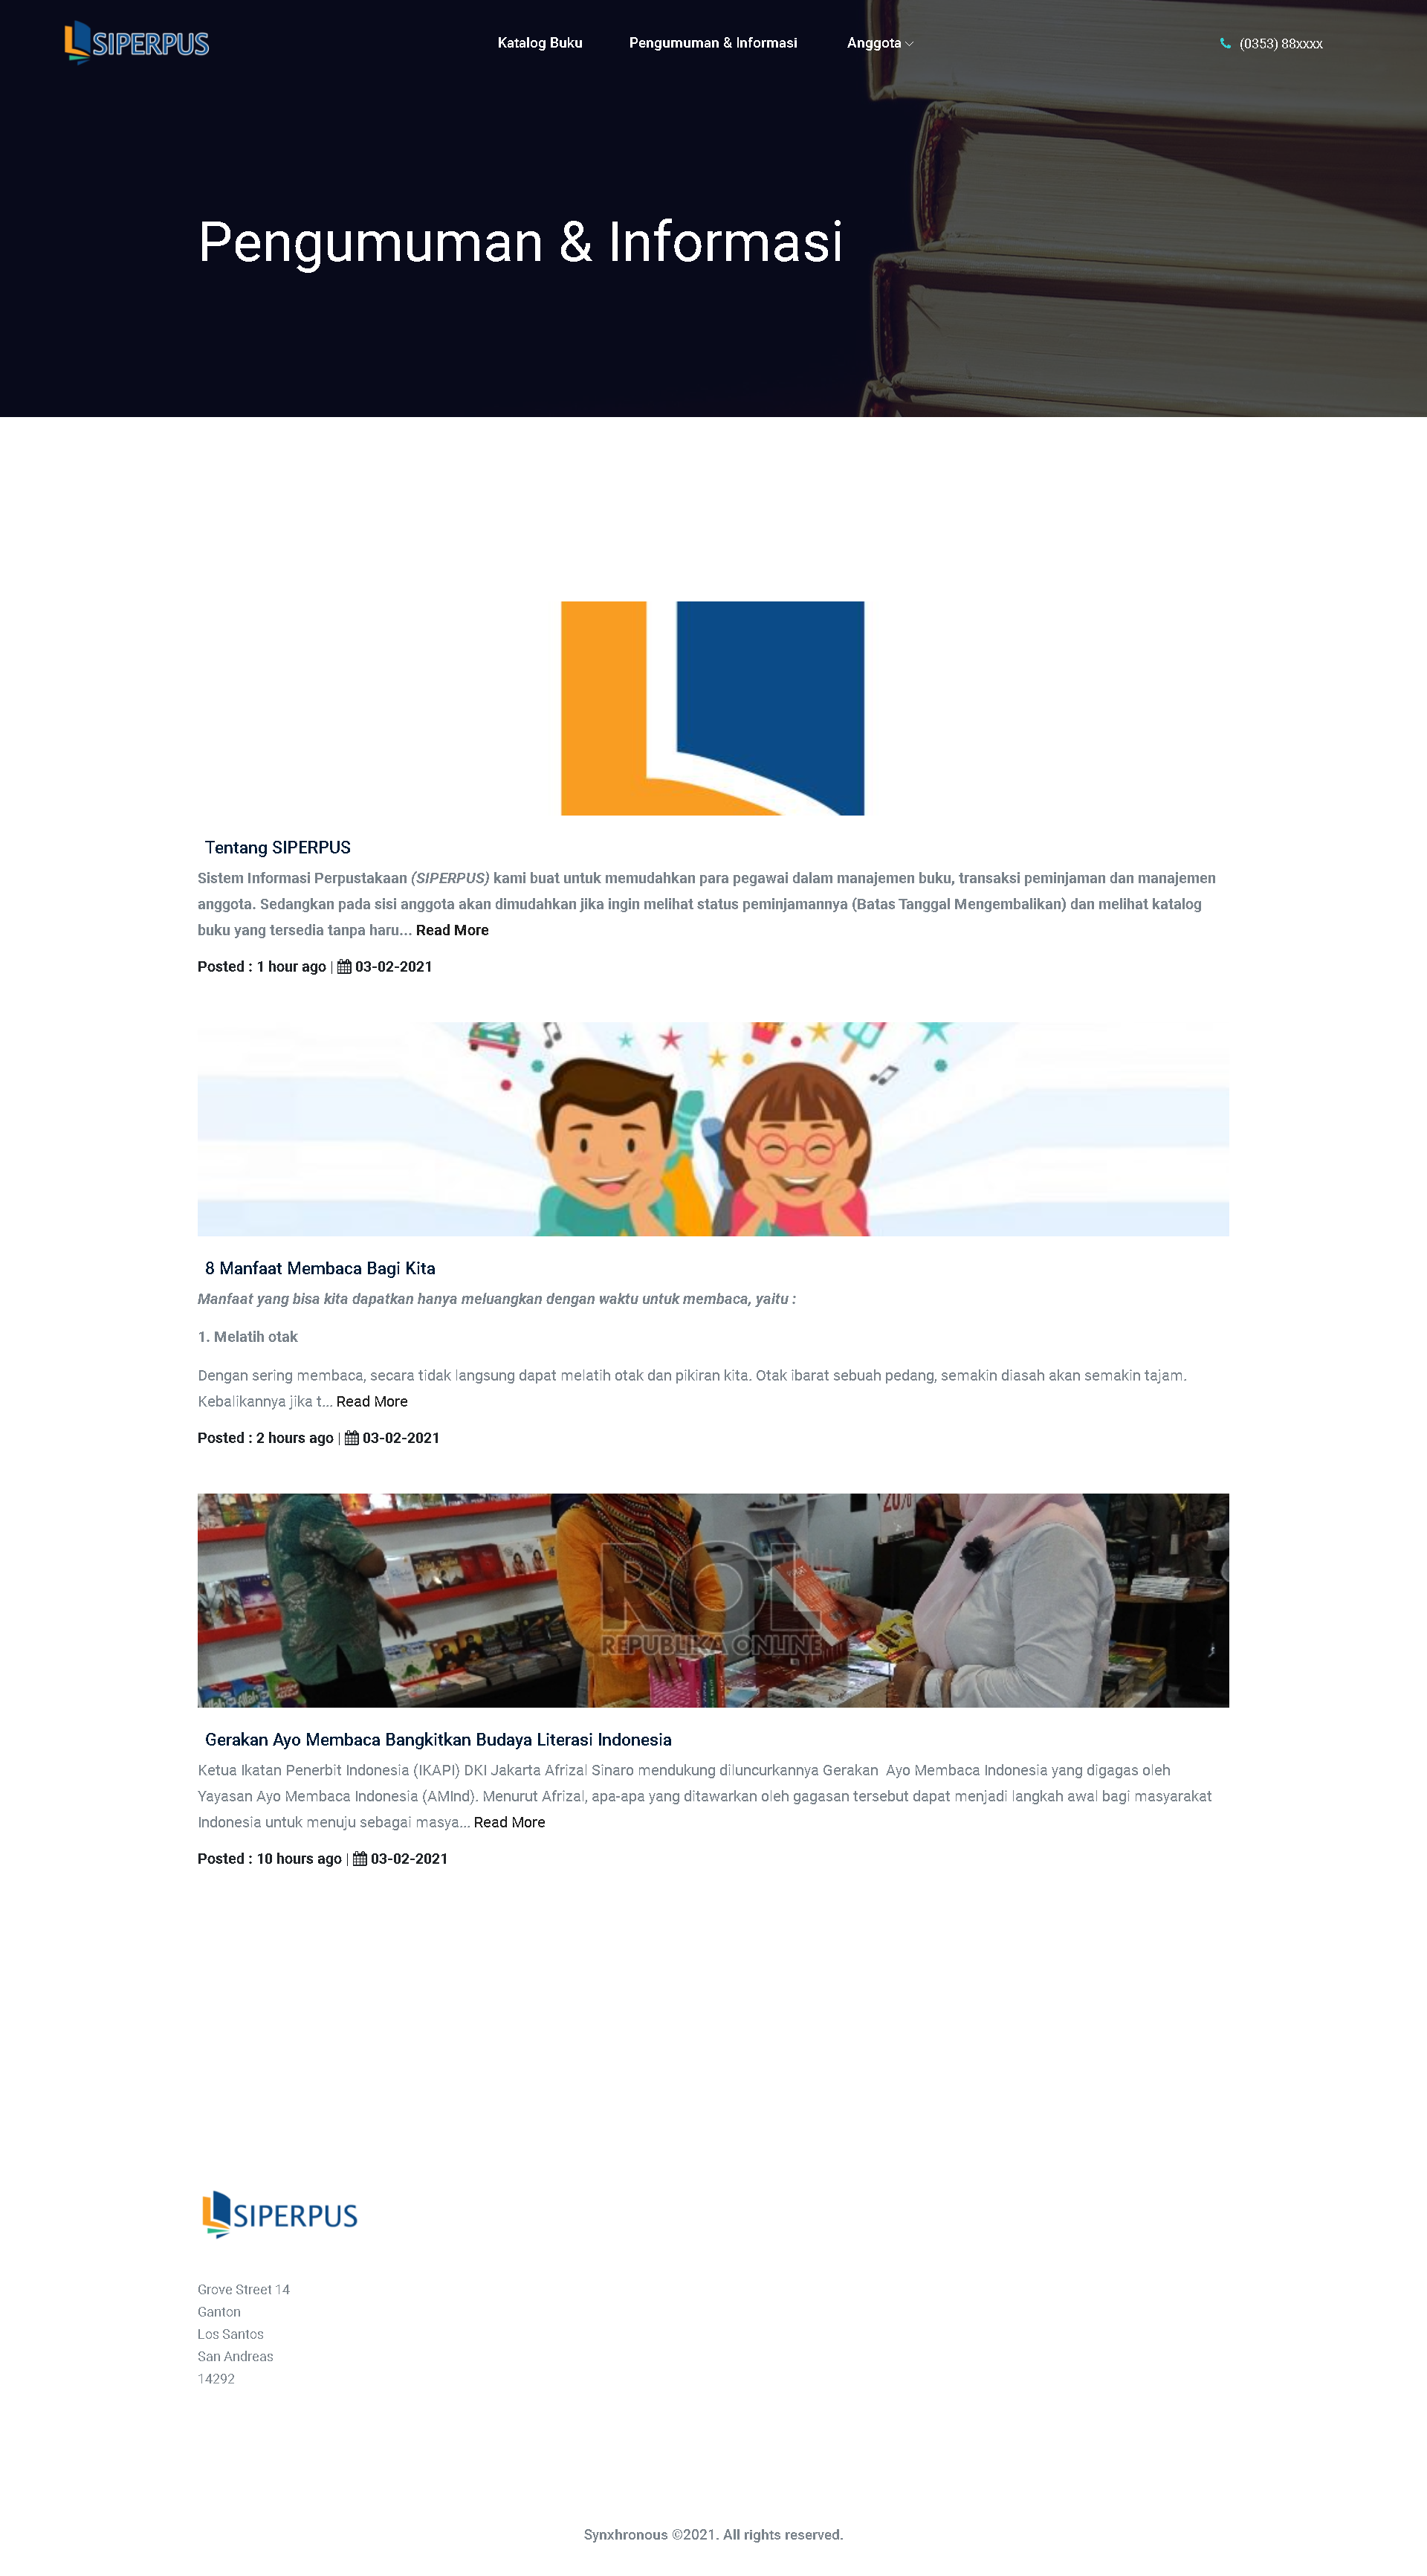 SIPERPUS
Katalog Buku
Pengumuman & Informasi
Anggota
(0353) 88xxxx
Pengumuman & Informasi
Tentang SIPERPUS
Sistem Informasi Perpustakaan (SIPERPUS) kami buat untuk memudahkan para pegawai dalam manajemen buku, transaksi peminjaman dan manajemen
anggota. Sedangkan pada sisi anggota akan dimudahkan jika ingin melihat status peminjamannya (Batas Tanggal Mengembalikan) dan melihat katalog
buku yang tersedia tanpa haru... Read More
Posted : 1 hour ago | 03-02-2021
8 Manfaat Membaca Bagi Kita
Manfaat yang bisa kita dapatkan hanya meluangkan dengan waktu untuk membaca, yaitu :
1. Melatih otak
Dengan sering membaca, secara tidak langsung dapat melatih otak dan pikiran kita. Otak ibarat sebuah pedang, semakin diasah akan semakin tajam.
Kebalikannya jika t... Read More
Posted : 2 hours ago | 03-02-2021
20%
ROL
REPUBLIKA ONLINE
Gerakan Ayo Membaca Bangkitkan Budaya Literasi Indonesia
Ketua Ikatan Penerbit Indonesia (IKAPI) DKI Jakarta Afrizal Sinaro mendukung diluncurkannya Gerakan  Ayo Membaca Indonesia yang digagas oleh
Yayasan Ayo Membaca Indonesia (AMInd). Menurut Afrizal, apa-apa yang ditawarkan oleh gagasan tersebut dapat menjadi langkah awal bagi masyarakat
Indonesia untuk menuju sebagai masya... Read More
Posted : 10 hours ago | 03-02-2021
SIPERPUS
Grove Street 14
Ganton
Los Santos
San Andreas
14292
Synxhronous ©2021. All rights reserved.